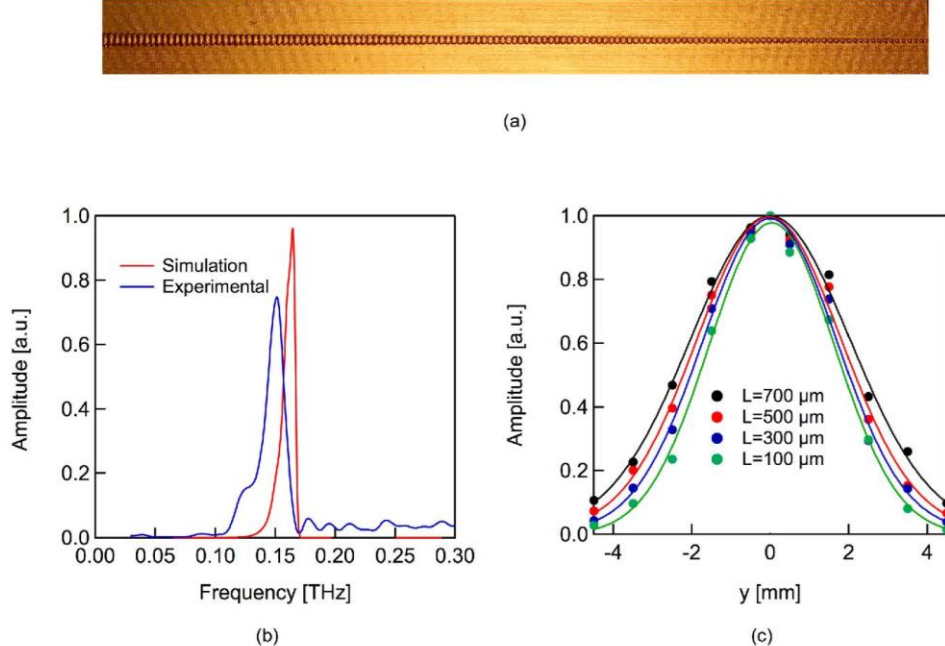 (a)
1.0
0.8
0.6
0.4
0.2
0.0
Amplitude [a.u.]
Simulation
Experimental
0.00 0.05 0.10 0.15 0.20 0.25 0.30
Frequency [THz]
(b)
1.0
0.8
0.6
0.4
0.2
0.0
Amplitude [a.u.]
L=700 µm
L=500 µm
L=300 µm
L=100 µm
-4 -2 0 2 4
y [mm]
(c)